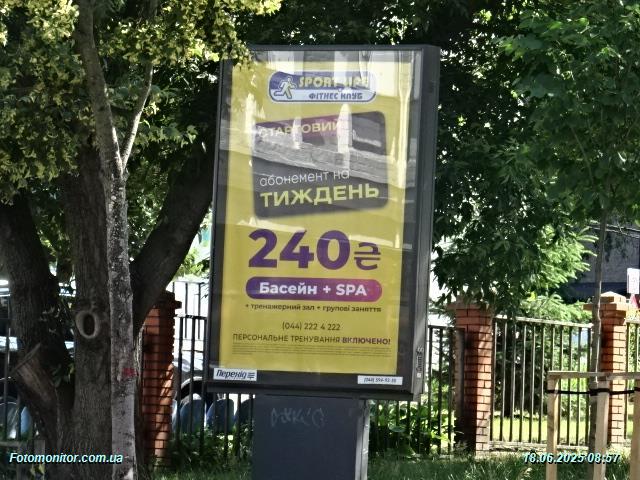 SPORT LIFE
ФІТНЕС КЛУБ
СТАРТОВИЙ
абонемент на
ТИЖДЕНЬ
240₴
Басейн + SPA
+ тренажерний зал + групові заняття
(044) 222 4 222
ПЕРСОНАЛЬНЕ ТРЕНУВАННЯ ВКЛЮЧЕНО!
Перехід
Fotomonitor.com.ua
18.06.2025 08:57